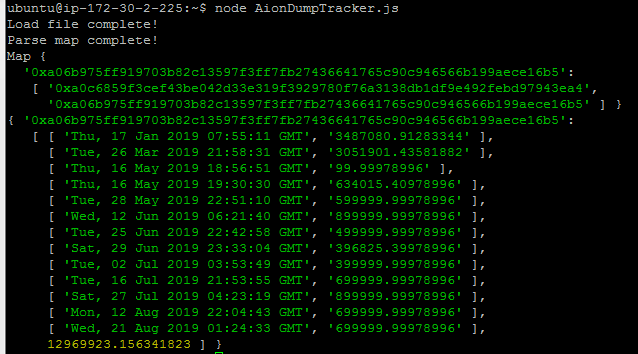 ubuntu@ip-172-30-2-225:~$ node AionDumpTracker.js
Load file complete!
Parse map complete!
Map {
  '0xa06b975ff919703b82c13597f3ff7fb27436641765c90c946566b199aece16b5':
   [ '0xa0c6859f3cef43be042d33e319f3929780f76a3138db1df9e492febd97943ea4',
     '0xa06b975ff919703b82c13597f3ff7fb27436641765c90c946566b199aece16b5' ] }
{ '0xa06b975ff919703b82c13597f3ff7fb27436641765c90c946566b199aece16b5':
   [ [ 'Thu, 17 Jan 2019 07:55:11 GMT', '3487080.91283344' ],
     [ 'Tue, 26 Mar 2019 21:58:31 GMT', '3051901.43581882' ],
     [ 'Thu, 16 May 2019 18:56:51 GMT', '99.99978996' ],
     [ 'Thu, 16 May 2019 19:30:30 GMT', '634015.40978996' ],
     [ 'Tue, 28 May 2019 22:51:10 GMT', '599999.99978996' ],
     [ 'Wed, 12 Jun 2019 06:21:40 GMT', '899999.99978996' ],
     [ 'Tue, 25 Jun 2019 22:42:58 GMT', '499999.99978996' ],
     [ 'Sat, 29 Jun 2019 23:33:04 GMT', '396825.39978996' ],
     [ 'Tue, 02 Jul 2019 03:53:49 GMT', '399999.99978996' ],
     [ 'Tue, 16 Jul 2019 21:53:55 GMT', '699999.99978996' ],
     [ 'Sat, 27 Jul 2019 04:23:19 GMT', '899999.99978996' ],
     [ 'Mon, 12 Aug 2019 22:04:43 GMT', '699999.99978996' ],
     [ 'Wed, 21 Aug 2019 01:24:33 GMT', '699999.99978996' ],
     12969923.156341823 ] }